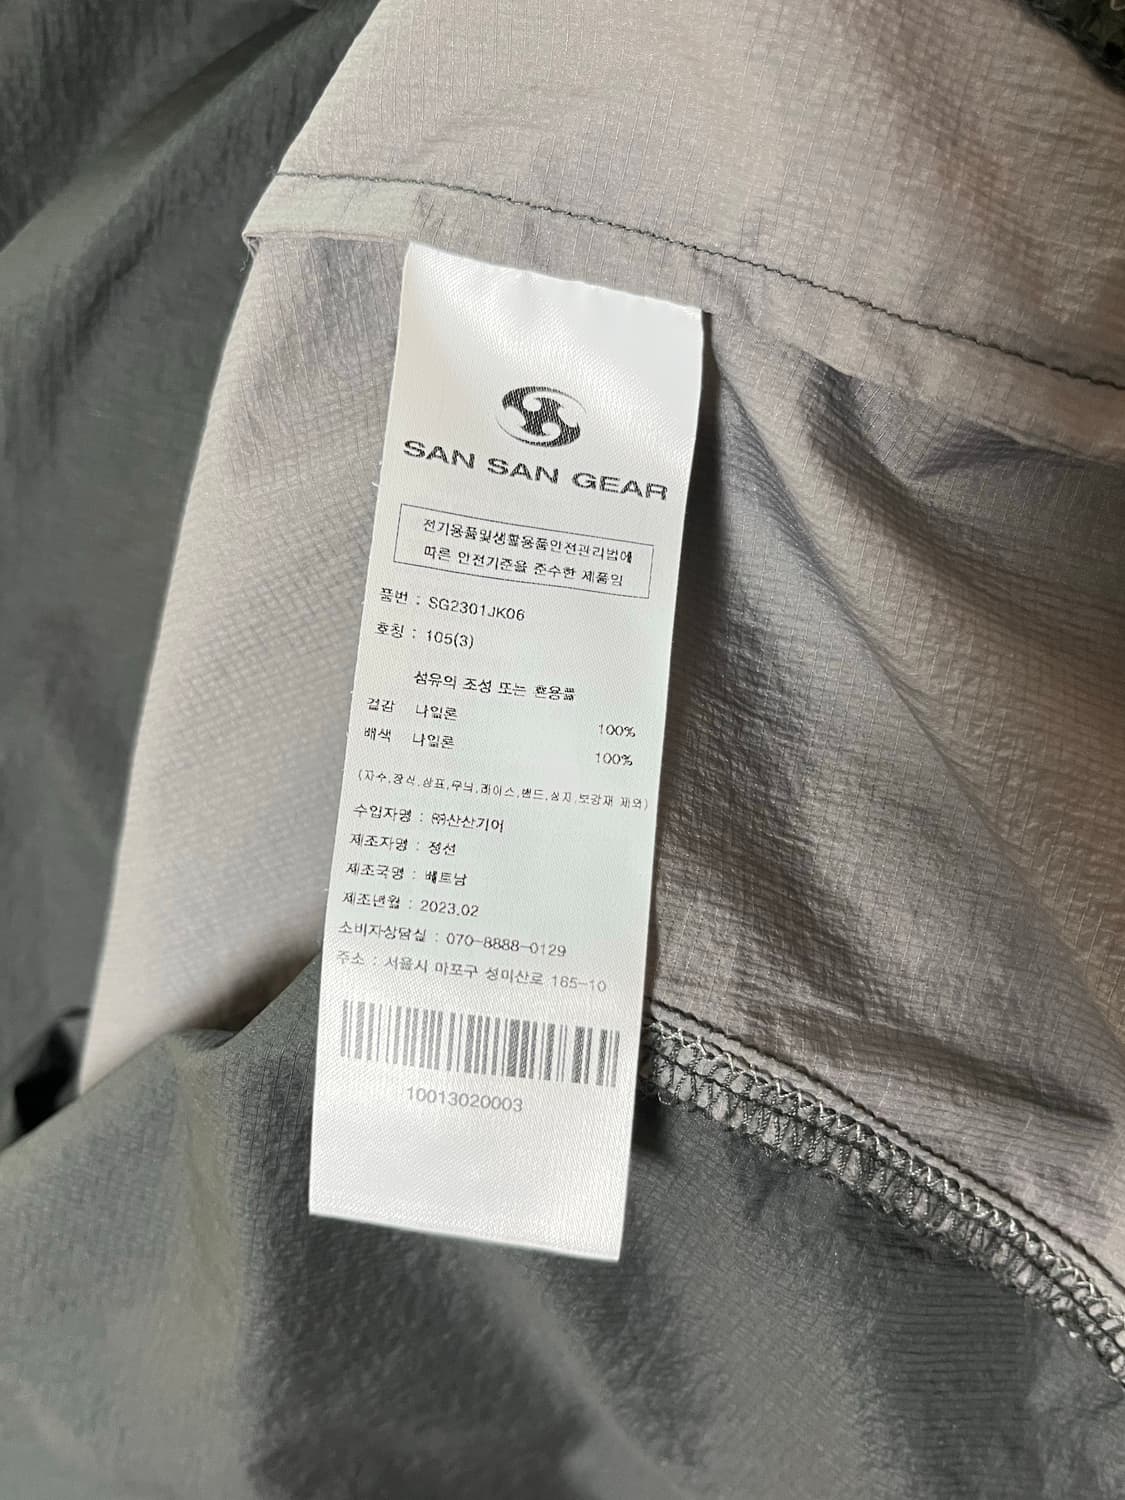 SAN SAN GEAR
전기용품및생활용품안전관리법에
따른 안전기준을 준수한 제품임
품번 : SG2301JK06
호칭 : 105(3)
섬유의 조성 또는 혼용률
겉감 나일론 100%
배색 나일론 100%
(자수,장식,상표,무늬,레이스,밴드,심지,보강재 제외)
수입자명 : ㈜산산기어
제조자명 : 정선
제조국명 : 베트남
제조년월 : 2023.02
소비자상담실 : 070-8888-0129
주소 : 서울시 마포구 성미산로 165-10
10013020003